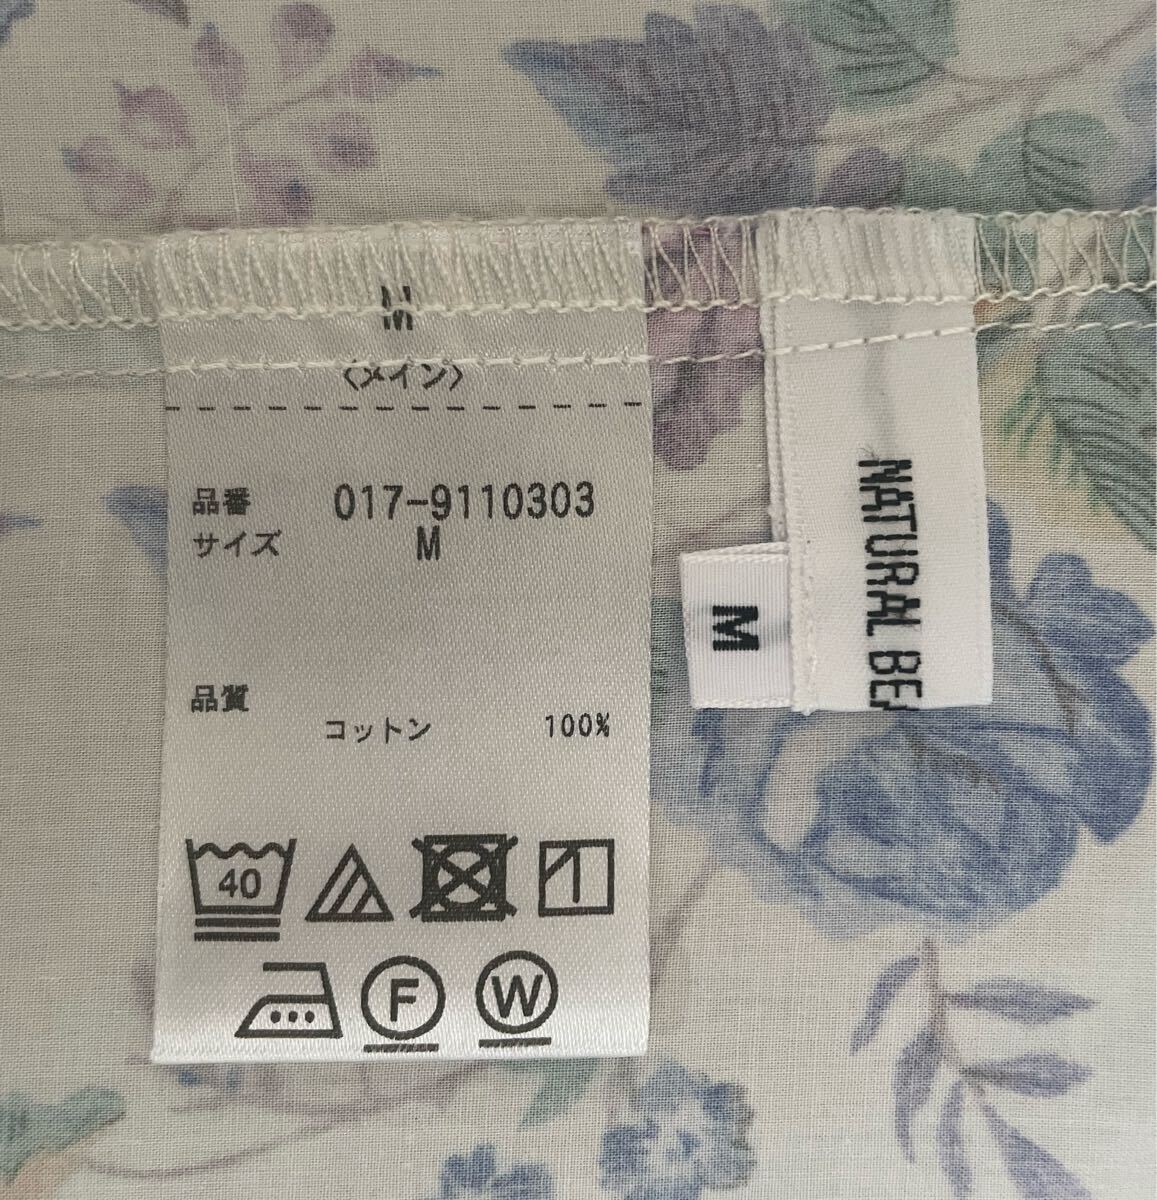 M
〈メイン〉
品番 017-9110303
サイズ M
品質
コットン 100%
40
F
W
M
NATURAL BEA